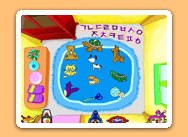 ㄱㄴㄷㄹㅁㅂㅅㅇ
ㅈㅊㅋㅌㅍㅎ